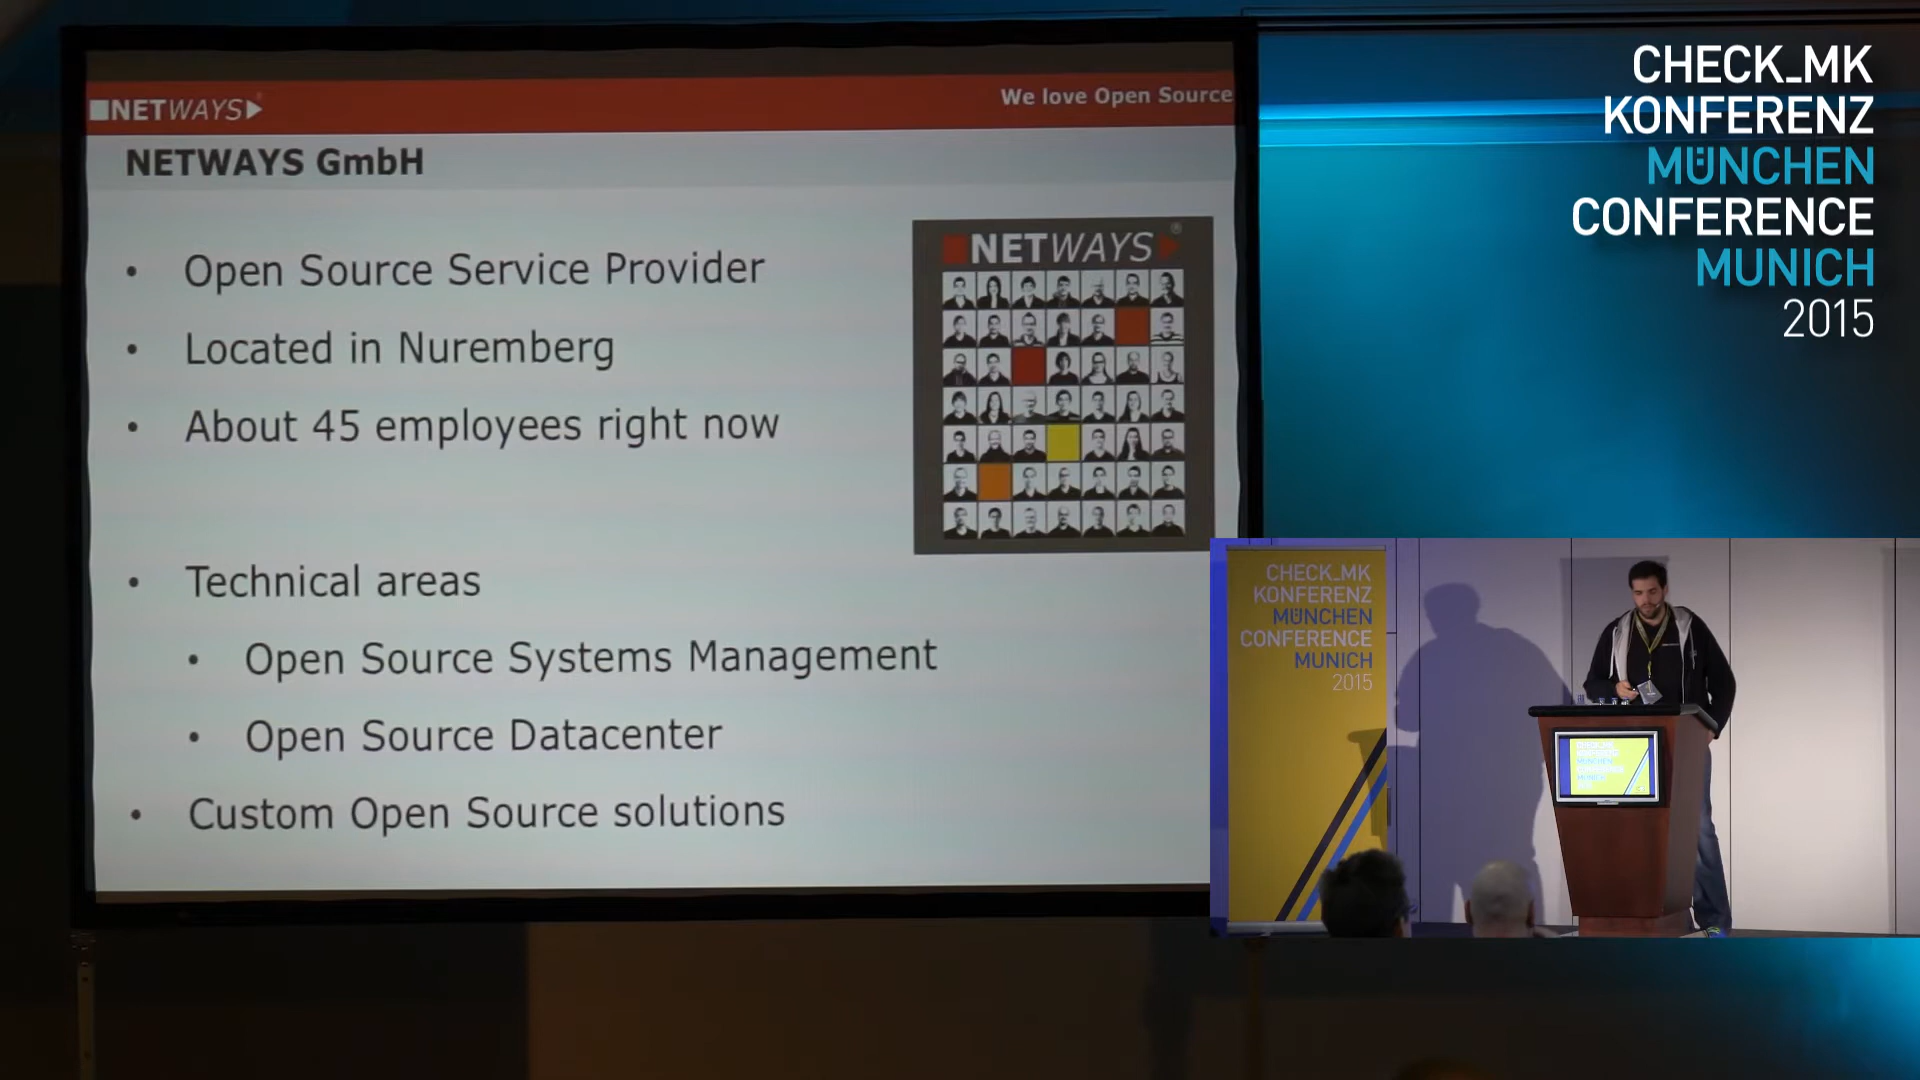 NETWAYS
We love Open Source
NETWAYS GmbH
• Open Source Service Provider
• Located in Nuremberg
• About 45 employees right now
• Technical areas
• Open Source Systems Management
• Open Source Datacenter
• Custom Open Source solutions
NETWAYS®
CHECK_MK
KONFERENZ
MÜNCHEN
CONFERENCE
MUNICH
2015
CHECK_MK
KONFERENZ
MÜNCHEN
CONFERENCE
MUNICH
2015